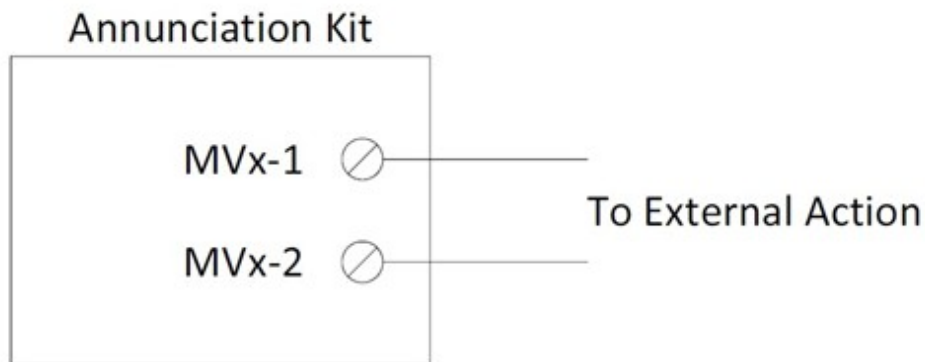 Annunciation Kit
MVx-1
To External Action
MVx-2